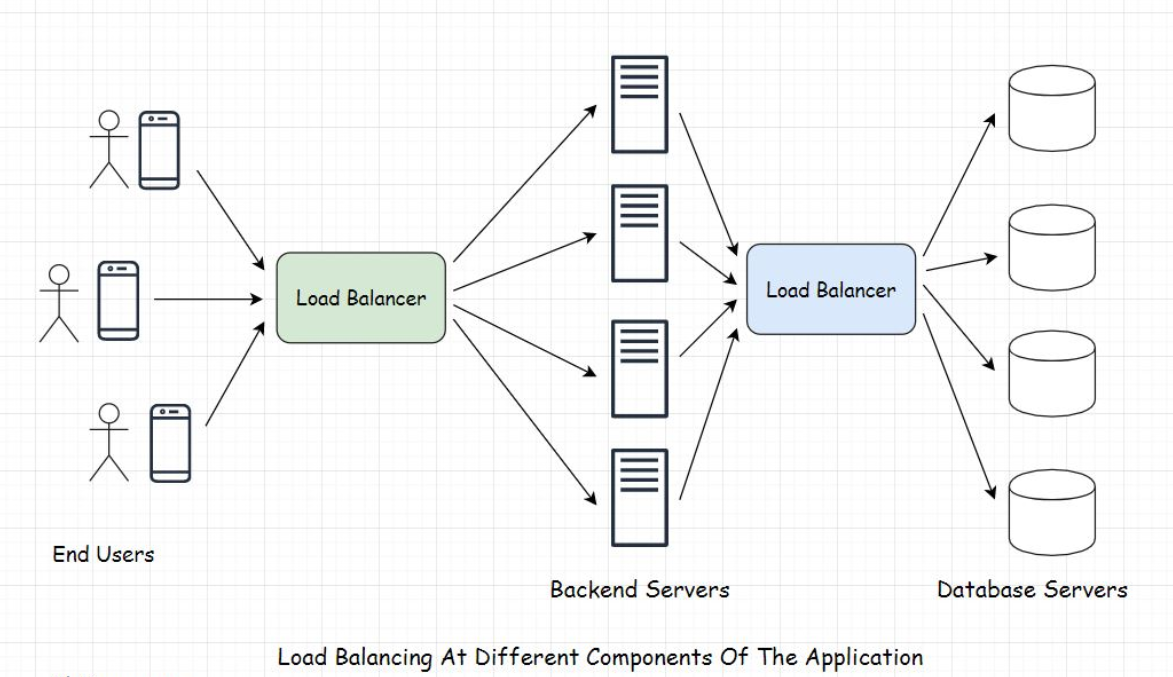 Load Balancer
Load Balancer
End Users
Backend Servers
Database Servers
Load Balancing At Different Components Of The Application